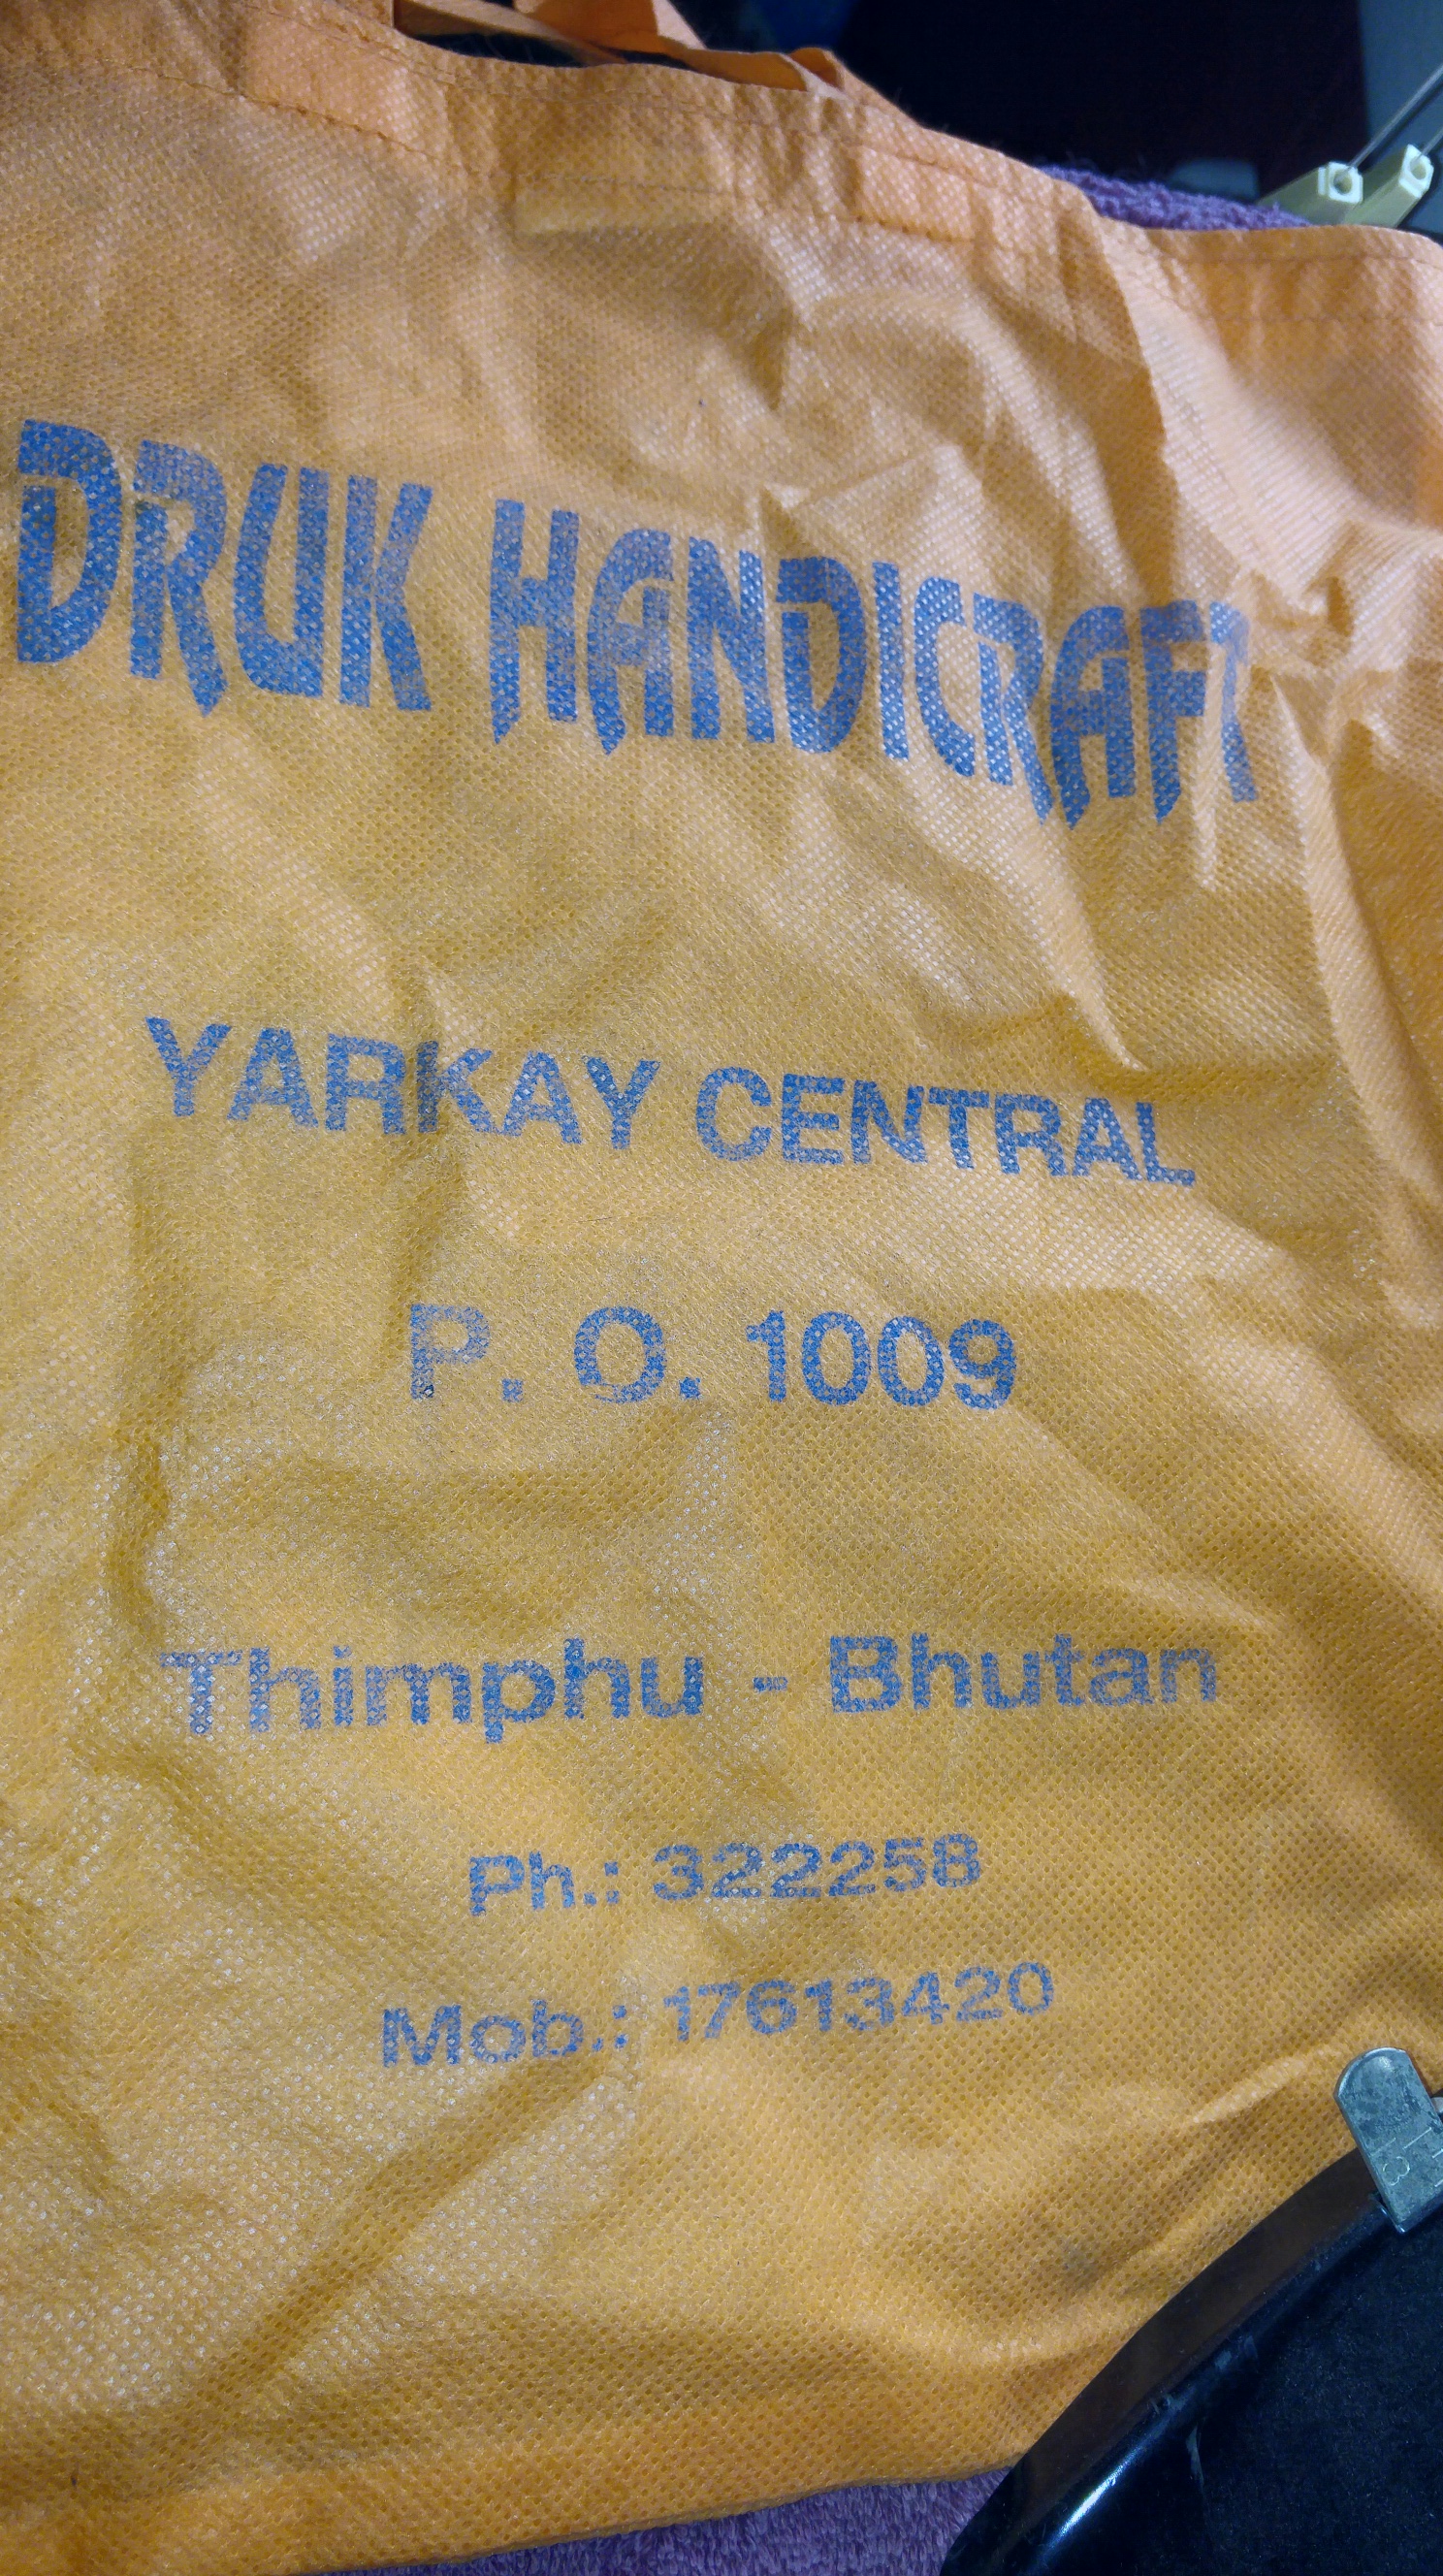 DRUK HANDICRAFT
YARKAY CENTRAL
P. O. 1009
Thimphu - Bhutan
Ph.: 322258
Mob.: 17613420